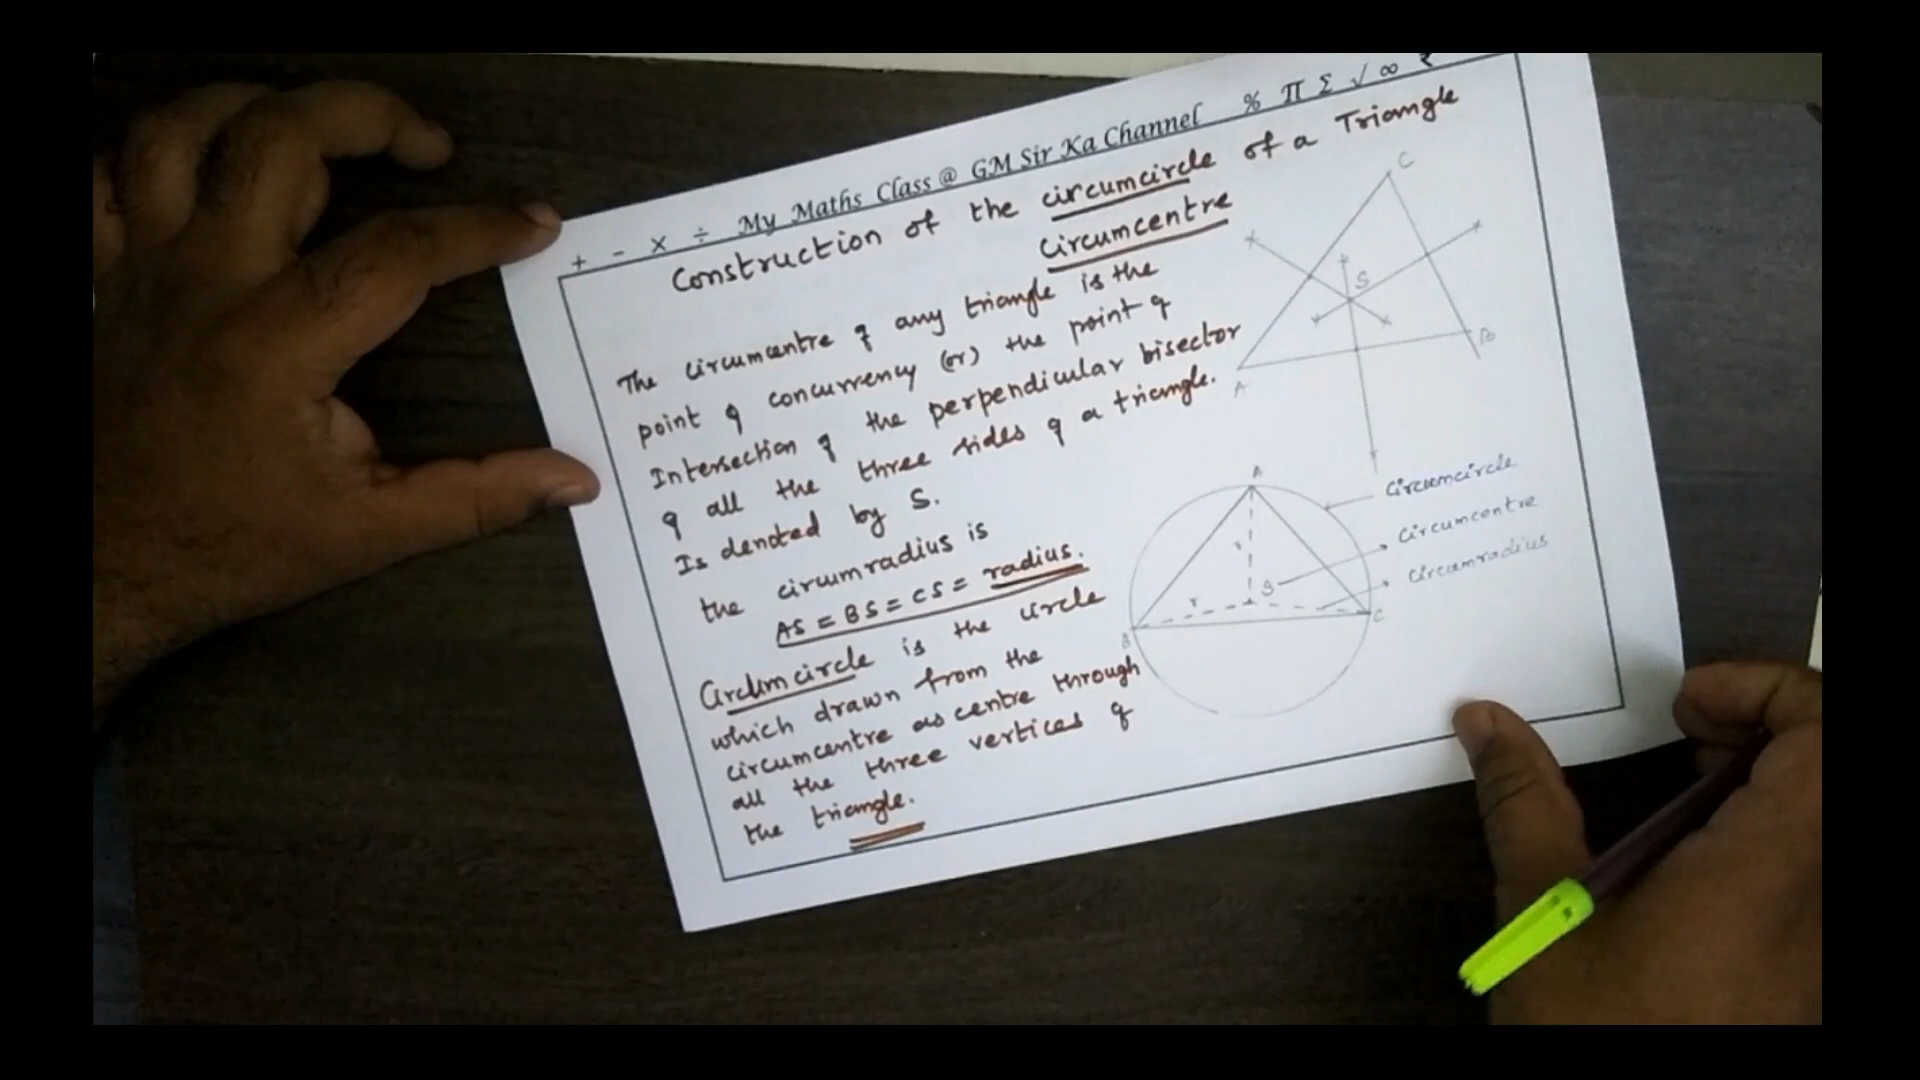 + - × ÷ My Maths Class @ GM Sir Ka Channel % Π Σ √ ∞
Construction of the circumcircle of a Triangle
Circumcentre
The circumcentre of any triangle is the
point of concurrency (or) the point of
Intersection of the perpendicular bisector
of all the three sides of a triangle.
Is denoted by S.
the circumradius is
AS = BS = CS = radius.
Circumcircle is the circle
which drawn from the
circumcentre as centre through
all the three vertices of
the triangle.
C
S
B
A
A
Circumcircle
Circumcentre
Circumradius
r
r
S
B
C